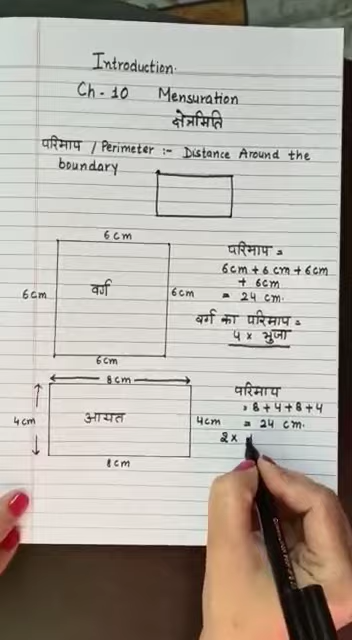 Introduction.
Ch - 10 Mensuration
क्षेत्रमिति
परिमाप / Perimeter :- Distance Around the
boundary
6cm
6cm
वर्ग
6cm
6cm
परिमाप =
6cm + 6cm + 6cm
+ 6cm
= 24 cm.
वर्ग का परिमाप =
4 x भुजा
8cm
4cm
आयत
4cm
8cm
परिमाप
= 8 + 4 + 8 + 4
= 24 cm.
2 x